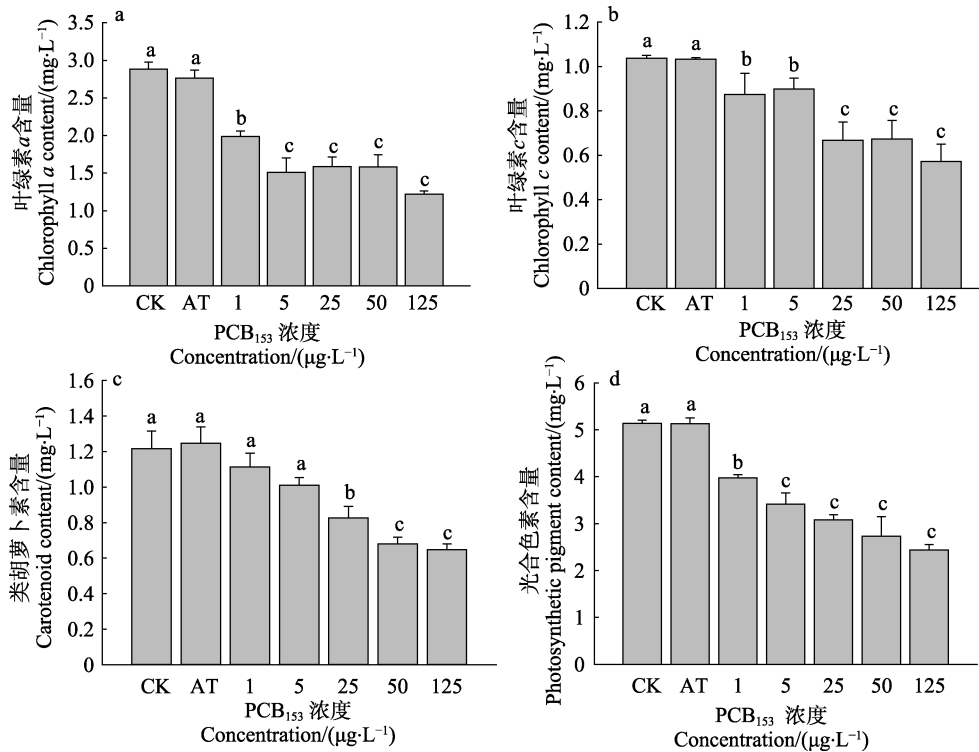 a
叶绿素a含量
Chlorophyll a content/(mg·L⁻¹)
3.5
3.0
2.5
2.0
1.5
1.0
0.5
0
a
a
b
c
c
c
c
CK AT 1 5 25 50 125
PCB₁₅₃ 浓度
Concentration/(μg·L⁻¹)
b
叶绿素c含量
Chlorophyll c content/(mg·L⁻¹)
1.2
1.0
0.8
0.6
0.4
0.2
0
a
a
b
b
c
c
c
CK AT 1 5 25 50 125
PCB₁₅₃ 浓度
Concentration/(μg·L⁻¹)
c
类胡萝卜素含量
Carotenoid content/(mg·L⁻¹)
1.6
1.4
1.2
1.0
0.8
0.6
0.4
0.2
0
a
a
a
a
b
c
c
CK AT 1 5 25 50 125
PCB₁₅₃ 浓度
Concentration/(μg·L⁻¹)
d
光合色素含量
Photosynthetic pigment content/(mg·L⁻¹)
6
5
4
3
2
1
0
a
a
b
c
c
c
c
CK AT 1 5 25 50 125
PCB₁₅₃ 浓度
Concentration/(μg·L⁻¹)